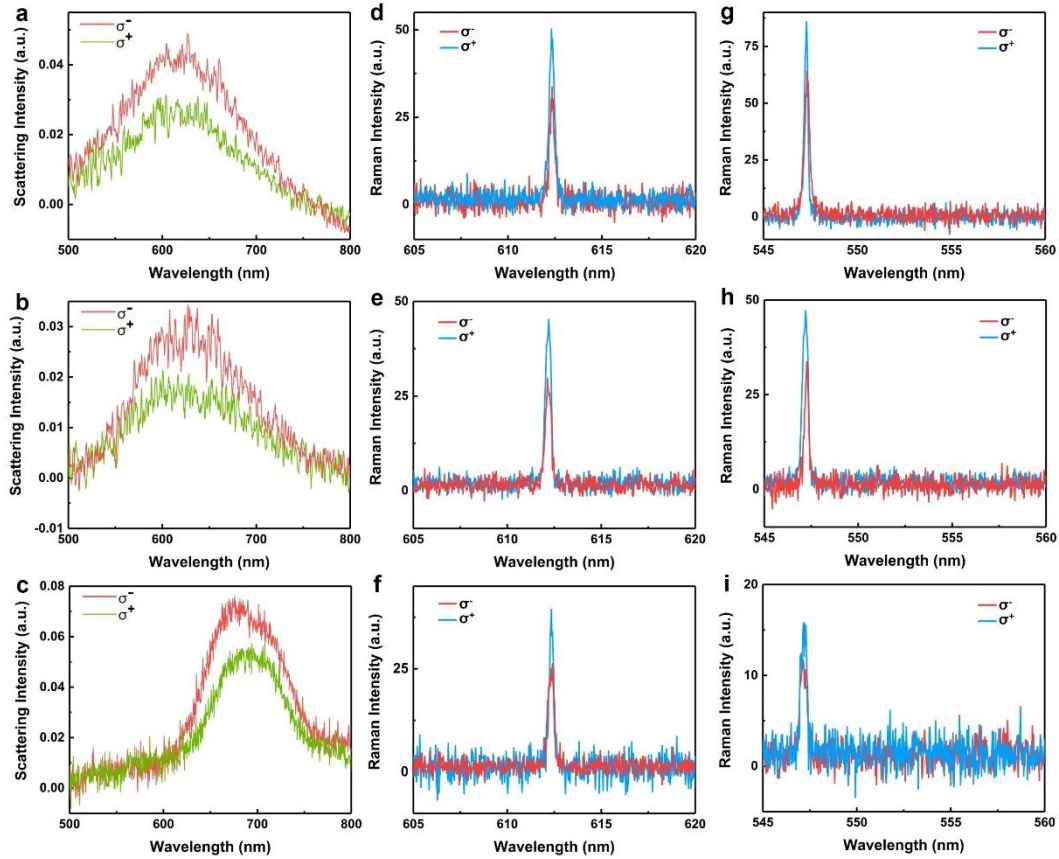 a
σ-
σ+
Scattering Intensity (a.u.)
0.04
0.02
0.00
500 600 700 800
Wavelength (nm)
d
σ-
σ+
Raman Intensity (a.u.)
50
25
0
605 610 615 620
Wavelength (nm)
g
σ-
σ+
Raman Intensity (a.u.)
75
50
25
0
545 550 555 560
Wavelength (nm)
b
σ-
σ+
Scattering Intensity (a.u.)
0.03
0.02
0.01
0.00
-0.01
500 600 700 800
Wavelength (nm)
e
σ-
σ+
Raman Intensity (a.u.)
50
25
0
605 610 615 620
Wavelength (nm)
h
σ-
σ+
Raman Intensity (a.u.)
50
25
0
545 550 555 560
Wavelength (nm)
c
σ-
σ+
Scattering Intensity (a.u.)
0.08
0.06
0.04
0.02
0.00
500 600 700 800
Wavelength (nm)
f
σ-
σ+
Raman Intensity (a.u.)
25
0
605 610 615 620
Wavelength (nm)
i
σ-
σ+
Raman Intensity (a.u.)
20
10
0
545 550 555 560
Wavelength (nm)